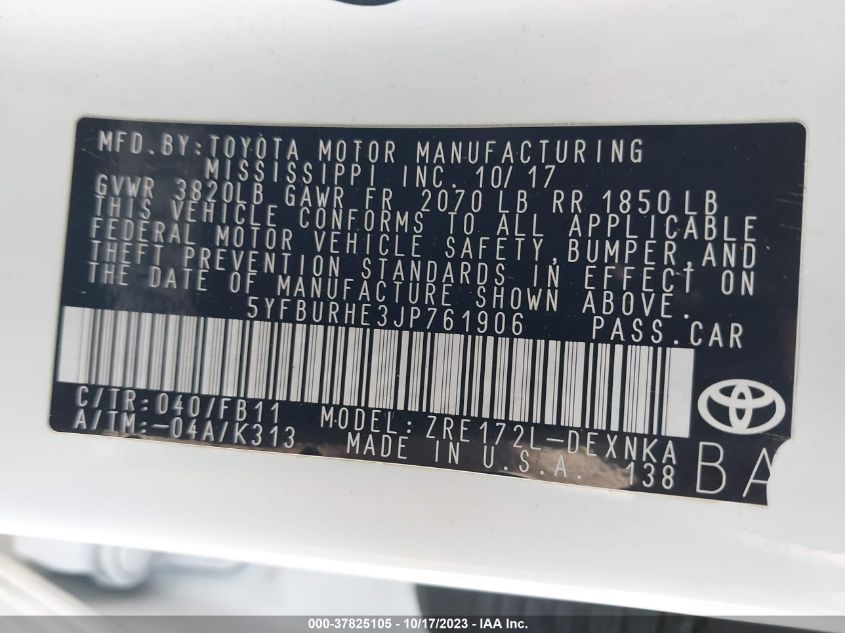 MFD.BY:TOYOTA MOTOR MANUFACTURING
MISSISSIPPI INC. 10/17
GVWR 3820LB GAWR FR 2070 LB RR 1850 LB
THIS VEHICLE CONFORMS TO ALL APPLICABLE
FEDERAL MOTOR VEHICLE SAFETY,BUMPER,AND
THEFT PREVENTION STANDARDS IN EFFECT ON
THE DATE OF MANUFACTURE SHOWN ABOVE.
5YFBURHE3JP761906 PASS.CAR
C/TR:040/FB11 MODEL:ZRE172L-DEXNKA
A/TM:-04A/K313 MADE IN U.S.A. 138 BA
000-37825105 - 10/17/2023 - IAA Inc.